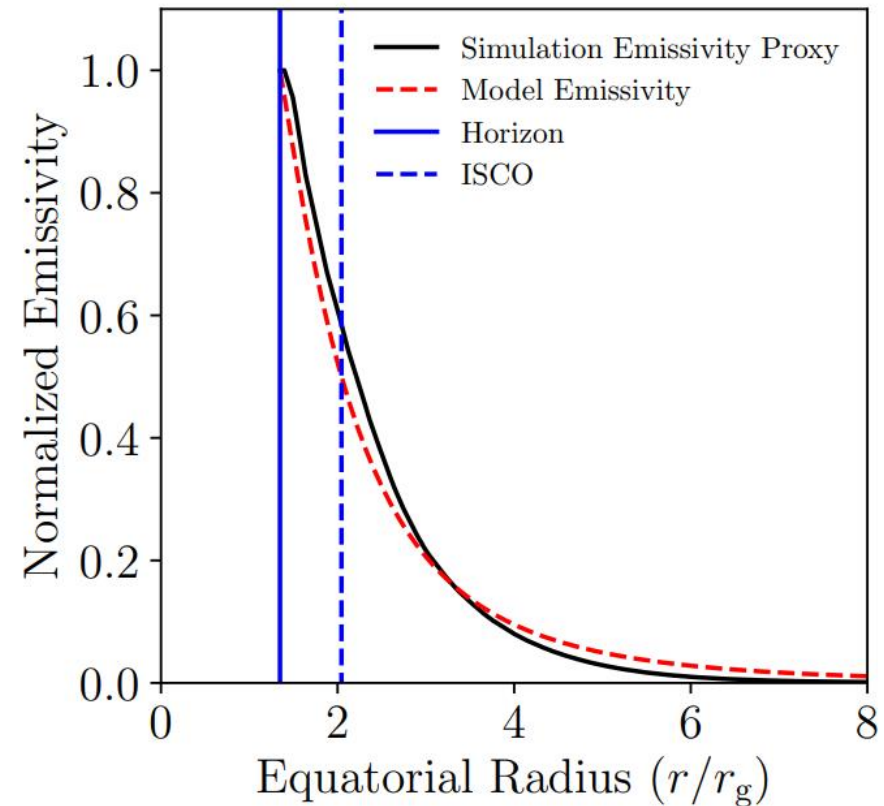 Simulation Emissivity Proxy
Model Emissivity
Horizon
ISCO
Normalized Emissivity
1.0
0.8
0.6
0.4
0.2
0.0
0 2 4 6 8
Equatorial Radius (r/r_g)